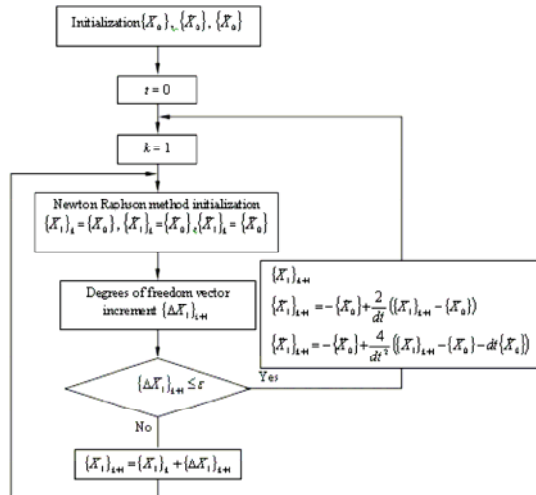 Initialization{X₀}, {Ẋ₀}, {Ẍ₀}
t = 0
k = 1
Newton Raphson method initialization
{X₁}ₖ = {X₀}, {Ẋ₁}ₖ = {Ẋ₀}, {Ẍ₁}ₖ = {Ẍ₀}
Degrees of freedom vector
increment {ΔX₁}ₖ₊₁
{ΔX₁}ₖ₊₁ ≤ ε
Yes
No
{X₁}ₖ₊₁ = {X₁}ₖ + {ΔX₁}ₖ₊₁
{X₁}ₖ₊₁
{Ẋ₁}ₖ₊₁ = −{Ẋ₀} + 2/dt ({X₁}ₖ₊₁ − {X₀})
{Ẍ₁}ₖ₊₁ = −{Ẍ₀} + 4/dt² ({X₁}ₖ₊₁ − {X₀} − dt{Ẋ₀})